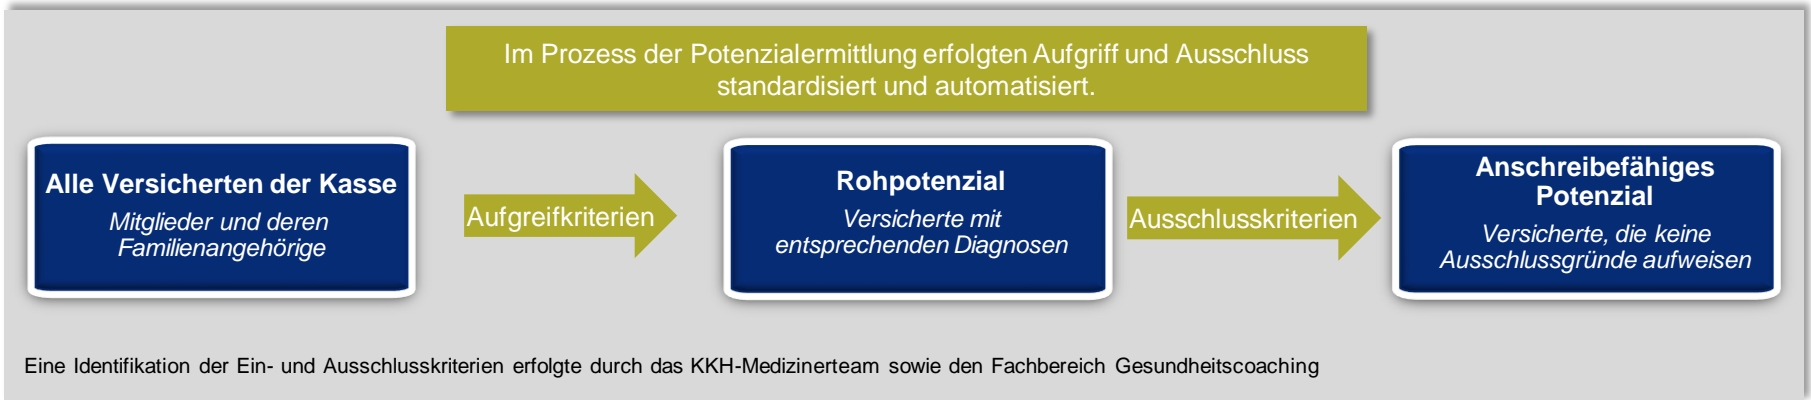 Im Prozess der Potenzialermittlung erfolgten Aufgriff und Ausschluss
standardisiert und automatisiert.
Alle Versicherten der Kasse
Mitglieder und deren
Familienangehörige
Aufgreifkriterien
Rohpotenzial
Versicherte mit
entsprechenden Diagnosen
Ausschlusskriterien
Anschreibefähiges
Potenzial
Versicherte, die keine
Ausschlussgründe aufweisen
Eine Identifikation der Ein- und Ausschlusskriterien erfolgte durch das KKH-Medizinerteam sowie den Fachbereich Gesundheitscoaching